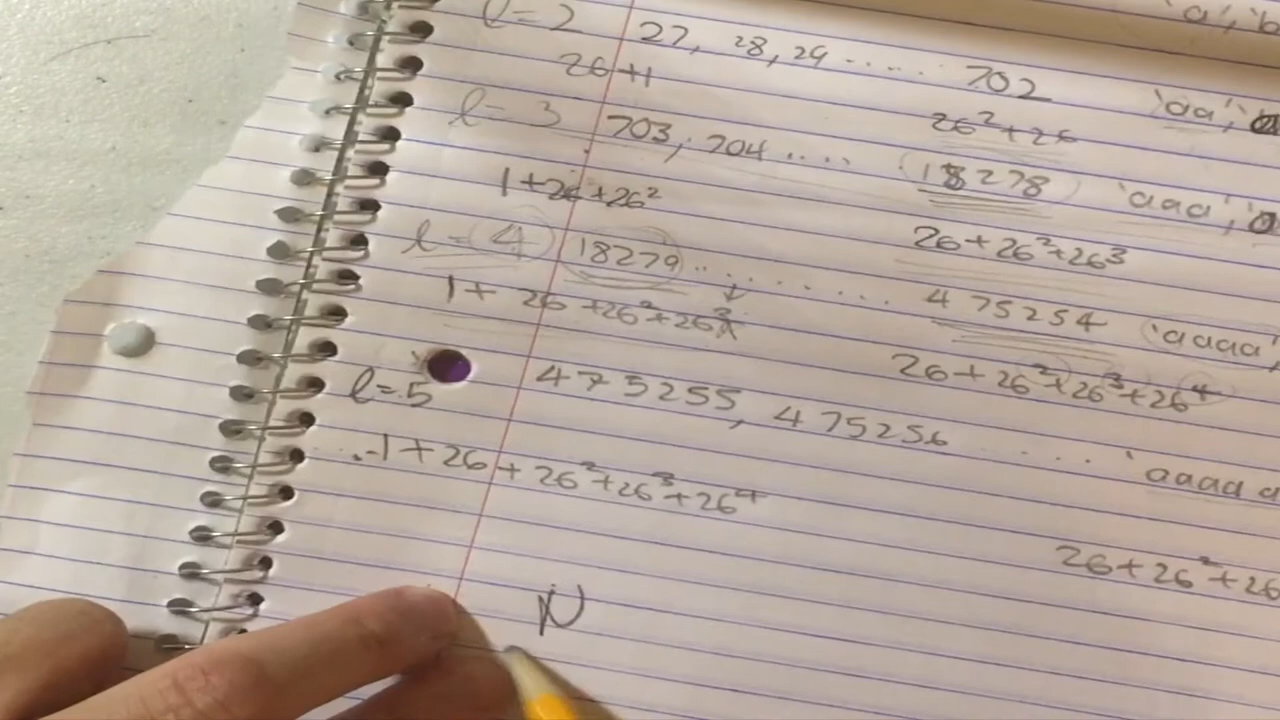 'a', 'b
l=2 27, 28, 29 ..... 702 'aa',
26+1 26²+26
l=3 703, 704 .... 18278 'aaa',
1+26+26² 26+26²+26³
l=4 18279 .......... 475254 'aaaa',
1+26+26²+26³ 26+26²+26³+26⁴
l=5 475255, 475256 ..... 'aaaaa
1+26+26²+26³+26⁴ 26+26²+26
N